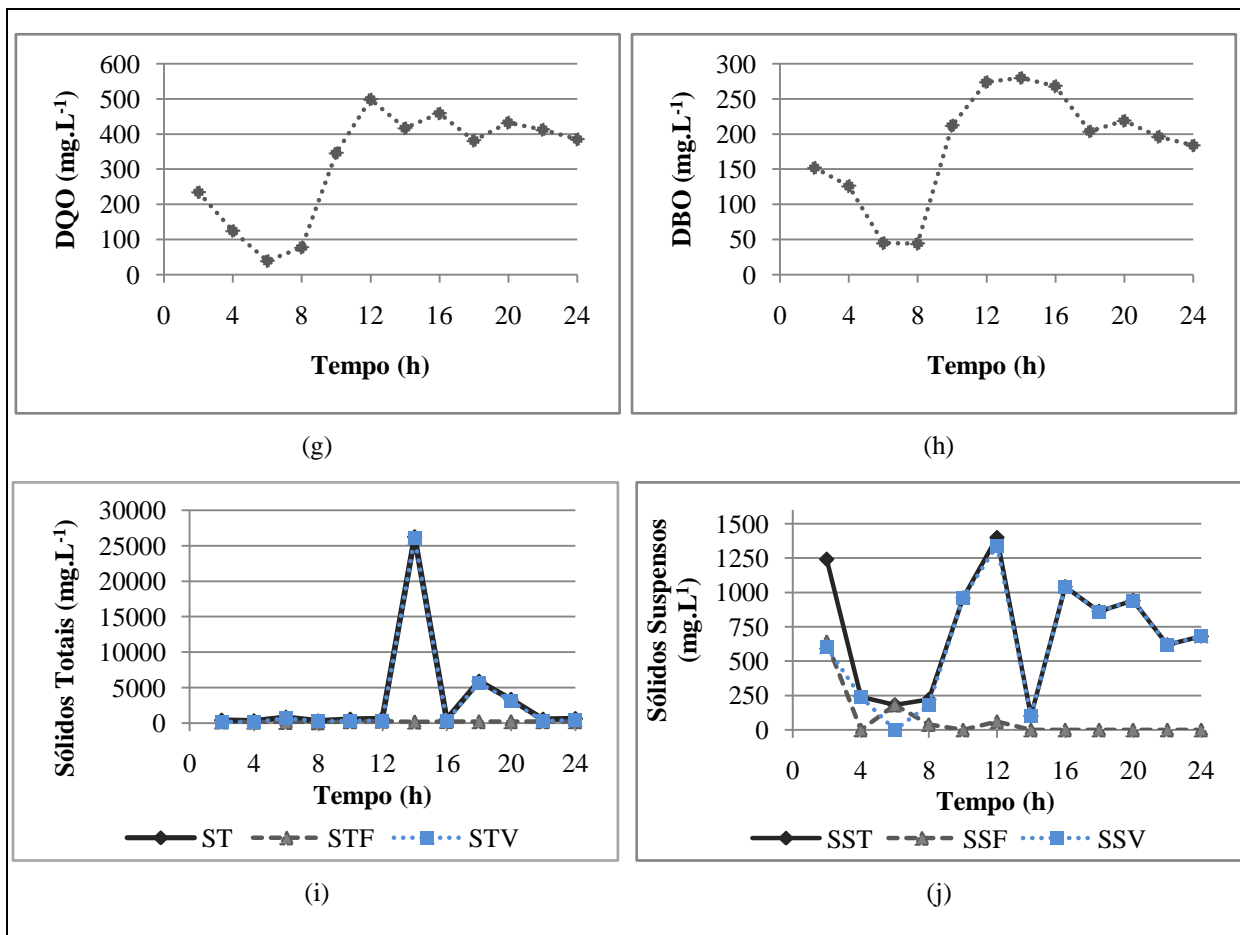 600
500
400
300
200
100
0
DQO (mg.L-1)
0 4 8 12 16 20 24
Tempo (h)
(g)
300
250
200
150
100
50
0
DBO (mg.L-1)
0 4 8 12 16 20 24
Tempo (h)
(h)
30000
25000
20000
15000
10000
5000
0
Sólidos Totais (mg.L-1)
0 4 8 12 16 20 24
Tempo (h)
ST STF STV
(i)
1500
1250
1000
750
500
250
0
Sólidos Suspensos
(mg.L1)
0 4 8 12 16 20 24
Tempo (h)
SST SSF SSV
(j)